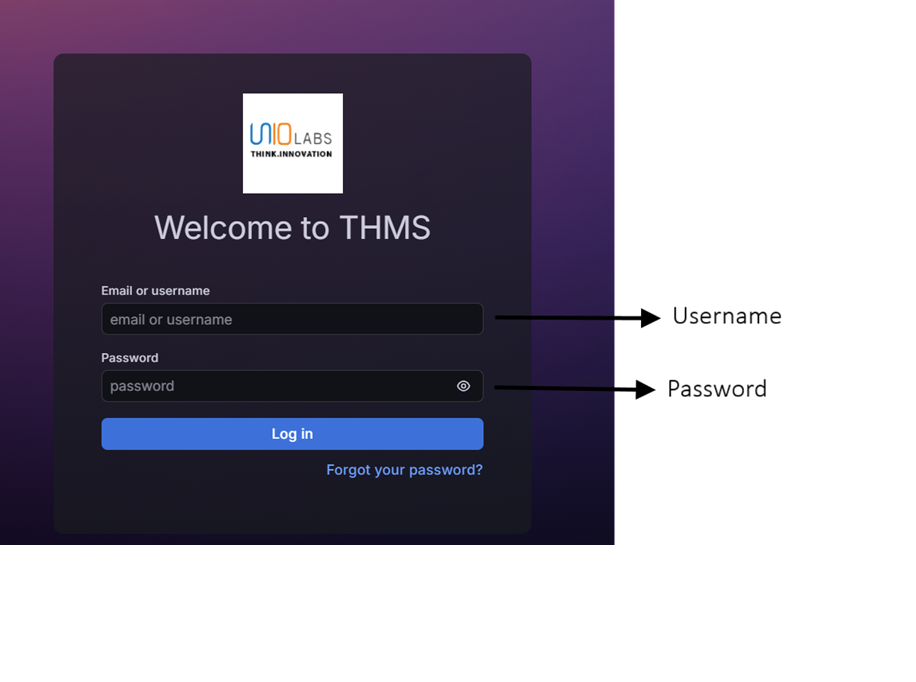 UNIO LABS
THINK.INNOVATION
Welcome to THMS
Email or username
email or username
Username
Password
password
Password
Log in
Forgot your password?